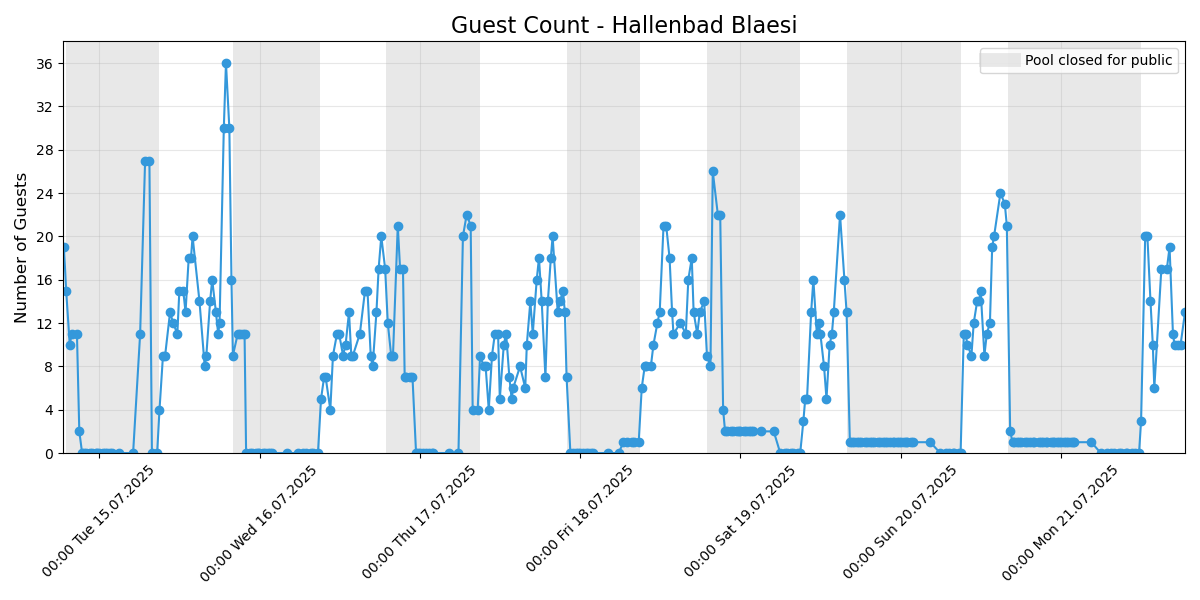 Guest Count - Hallenbad Blaesi
Pool closed for public
Number of Guests
36
32
28
24
20
16
12
8
4
0
00:00 Tue 15.07.2025
00:00 Wed 16.07.2025
00:00 Thu 17.07.2025
00:00 Fri 18.07.2025
00:00 Sat 19.07.2025
00:00 Sun 20.07.2025
00:00 Mon 21.07.2025